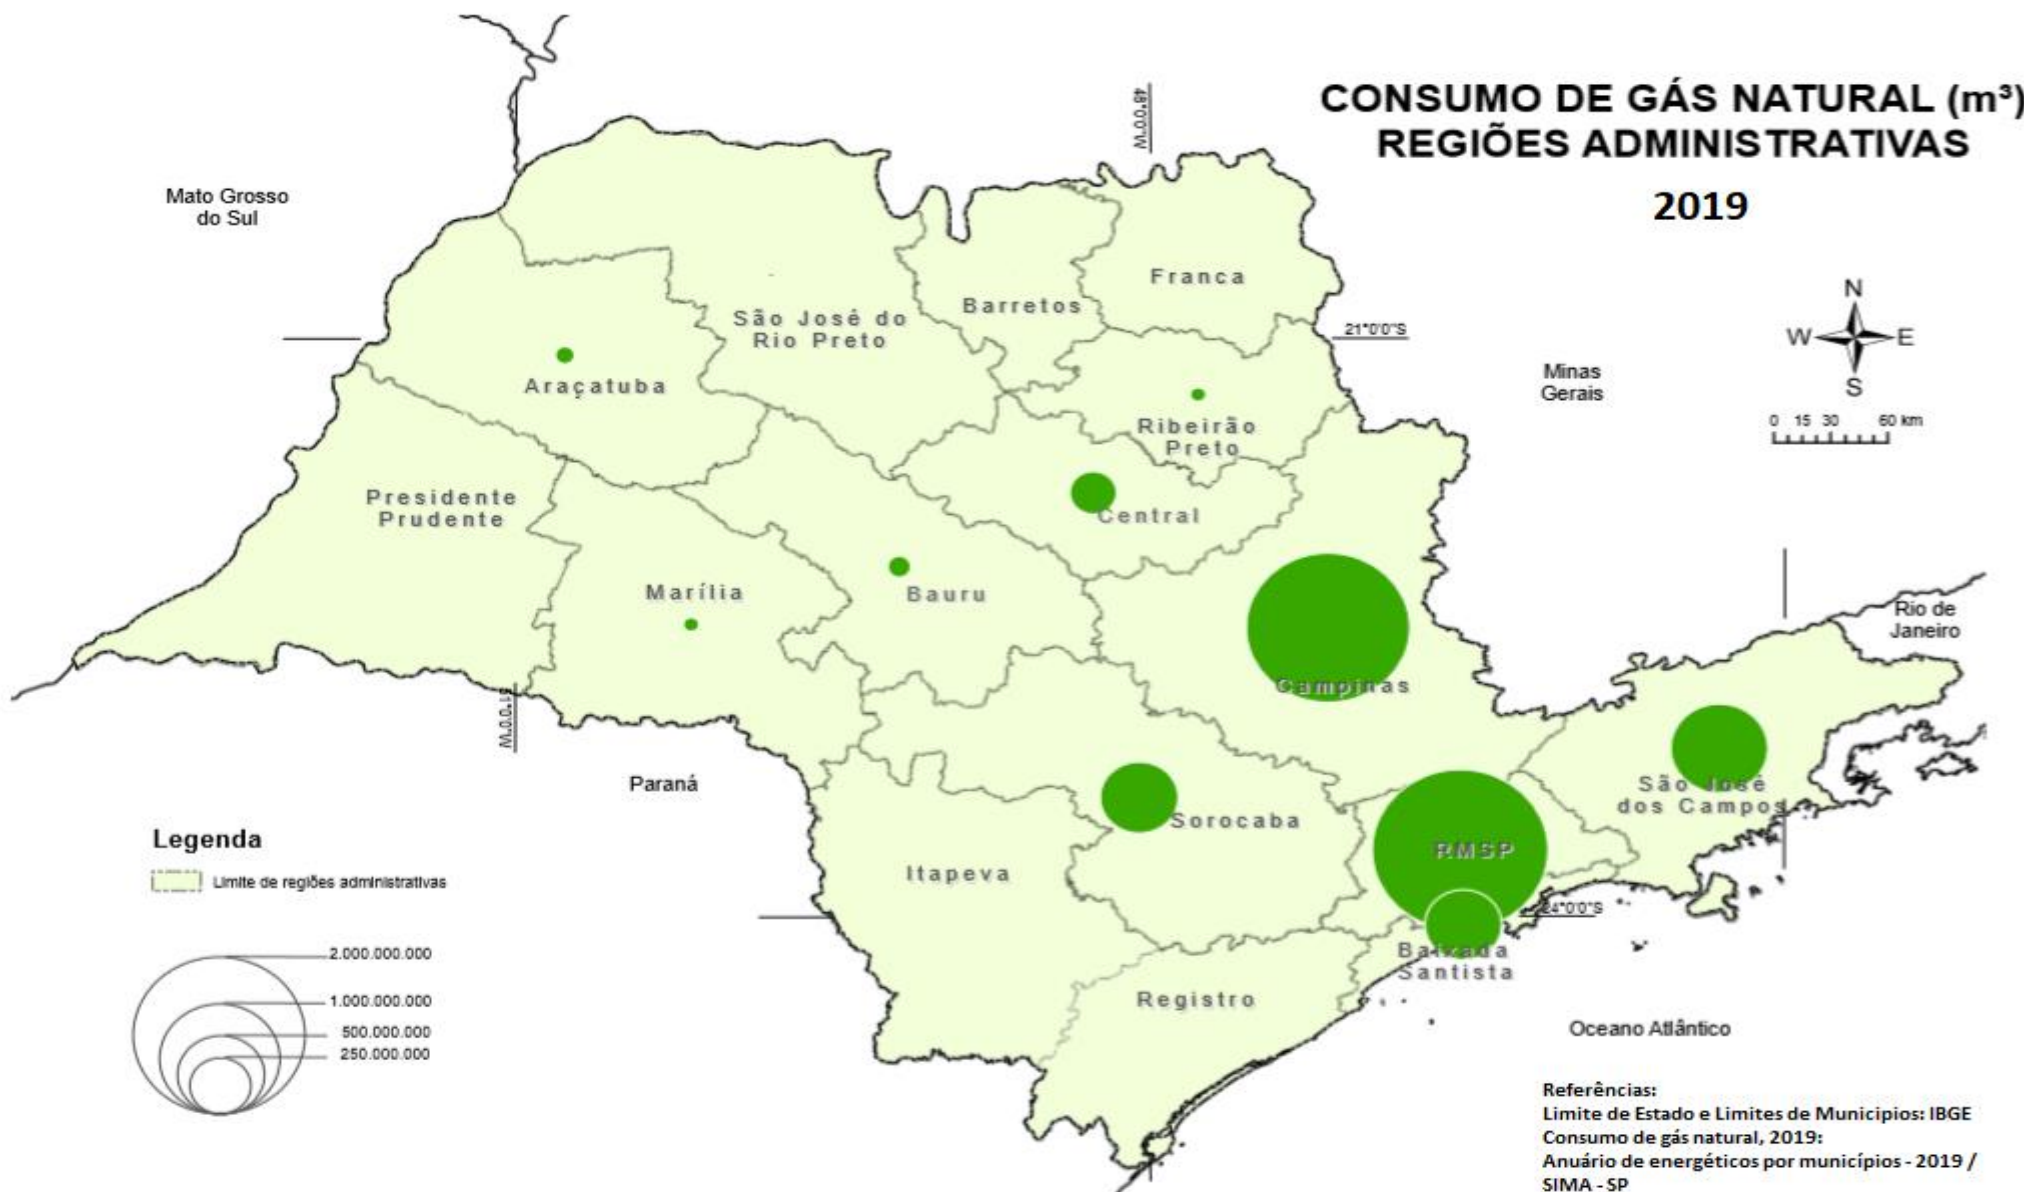 CONSUMO DE GÁS NATURAL (m³)
REGIÕES ADMINISTRATIVAS
2019
48°0'0"W
Mato Grosso
do Sul
Franca
Barretos
São José do
Rio Preto
21°0'0"S
N
W E
S
0 15 30 60 km
Minas
Gerais
Araçatuba
Ribeirão
Preto
Presidente
Prudente
Central
Marília
Bauru
Rio de
Janeiro
Campinas
51°0'0"W
Paraná
São José
dos Campos
Sorocaba
RMSP
Itapeva
24°0'0"S
Baixada
Santista
Registro
Oceano Atlântico
Legenda
Limite de regiões administrativas
2.000.000.000
1.000.000.000
500.000.000
250.000.000
Referências:
Limite de Estado e Limites de Municipios: IBGE
Consumo de gás natural, 2019:
Anuário de energéticos por municípios - 2019 /
SIMA - SP